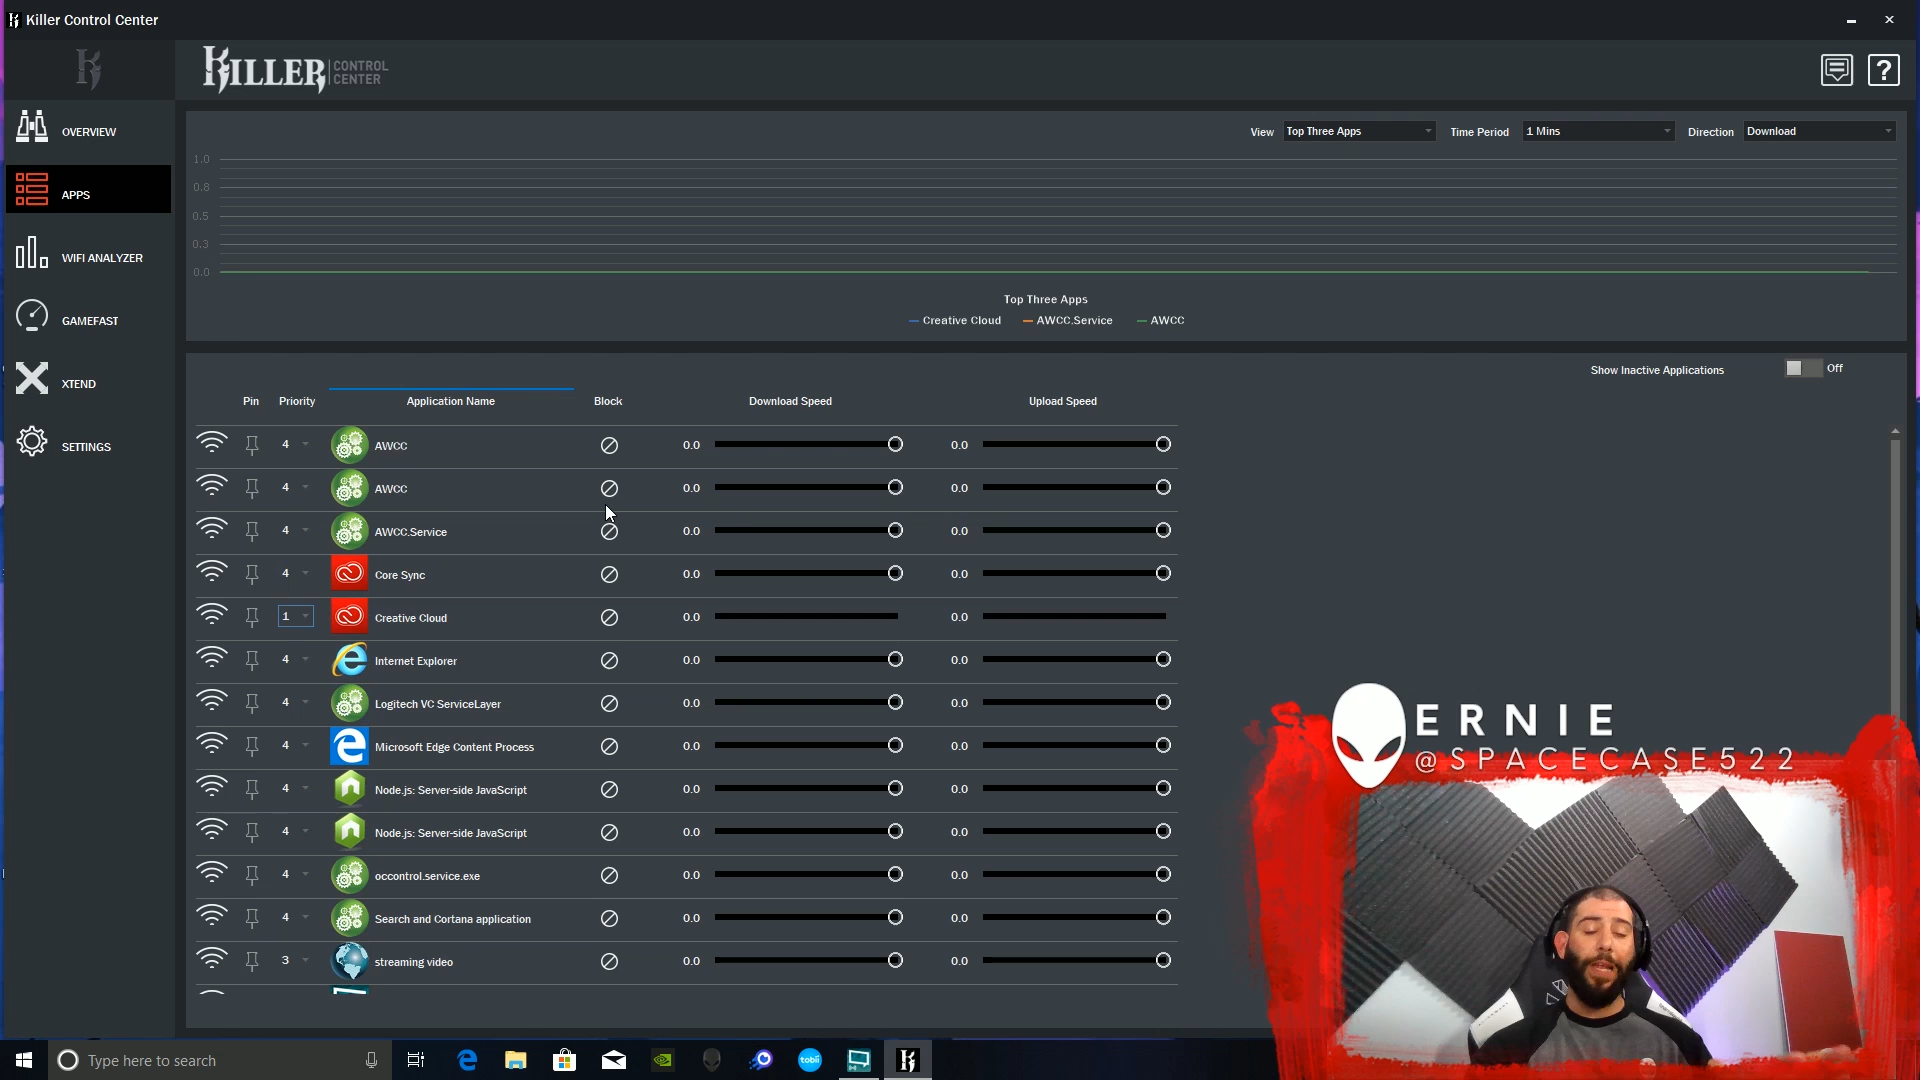 Killer Control Center
KILLER CONTROL CENTER
OVERVIEW
APPS
WIFI ANALYZER
GAMEFAST
XTEND
SETTINGS
View Top Three Apps Time Period 1 Mins Direction Download
1.0
0.8
0.5
0.3
0.0
Top Three Apps
Creative Cloud AWCC.Service AWCC
Show Inactive Applications Off
Pin Priority Application Name Block Download Speed Upload Speed
4 AWCC 0.0 0.0
4 AWCC 0.0 0.0
4 AWCC.Service 0.0 0.0
4 Core Sync 0.0 0.0
1 Creative Cloud 0.0 0.0
4 Internet Explorer 0.0 0.0
4 Logitech VC ServiceLayer 0.0 0.0
4 Microsoft Edge Content Process 0.0 0.0
4 Node.js: Server-side JavaScript 0.0 0.0
4 Node.js: Server-side JavaScript 0.0 0.0
4 occontrol.service.exe 0.0 0.0
4 Search and Cortana application 0.0 0.0
3 streaming video 0.0 0.0
ERNIE
@SPACECASE522
Type here to search
tobii